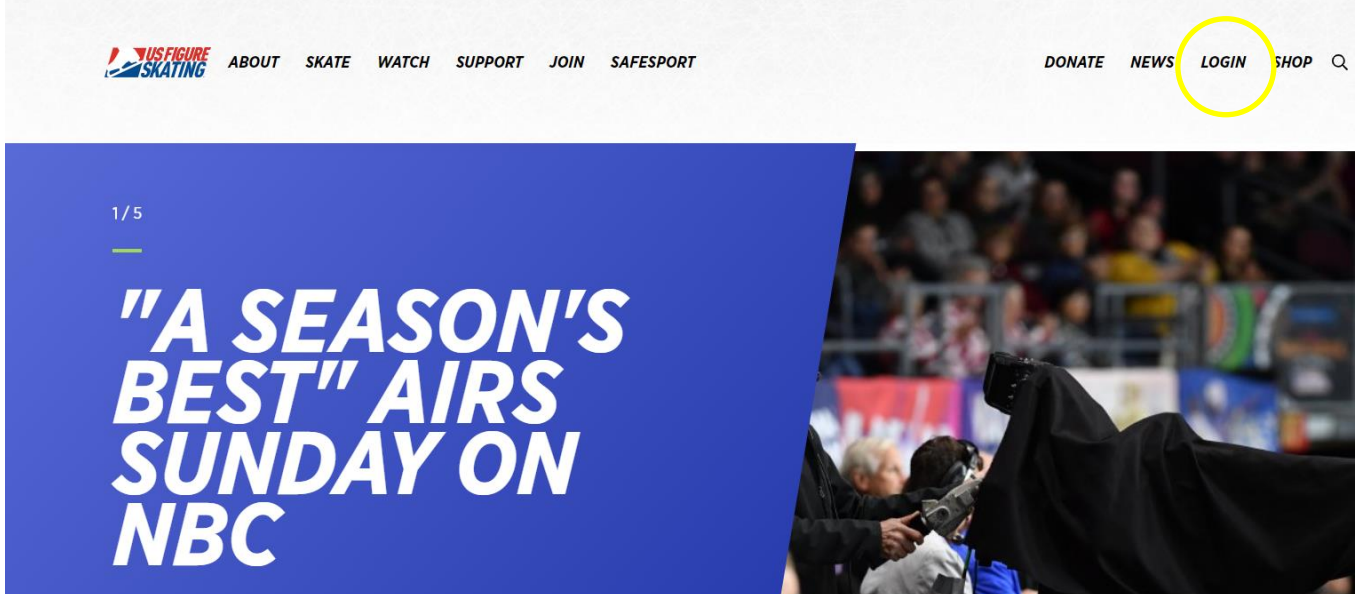 US FIGURE
SKATING
ABOUT SKATE WATCH SUPPORT JOIN SAFESPORT DONATE NEWS LOGIN SHOP
1/5
"A SEASON'S
BEST" AIRS
SUNDAY ON
NBC